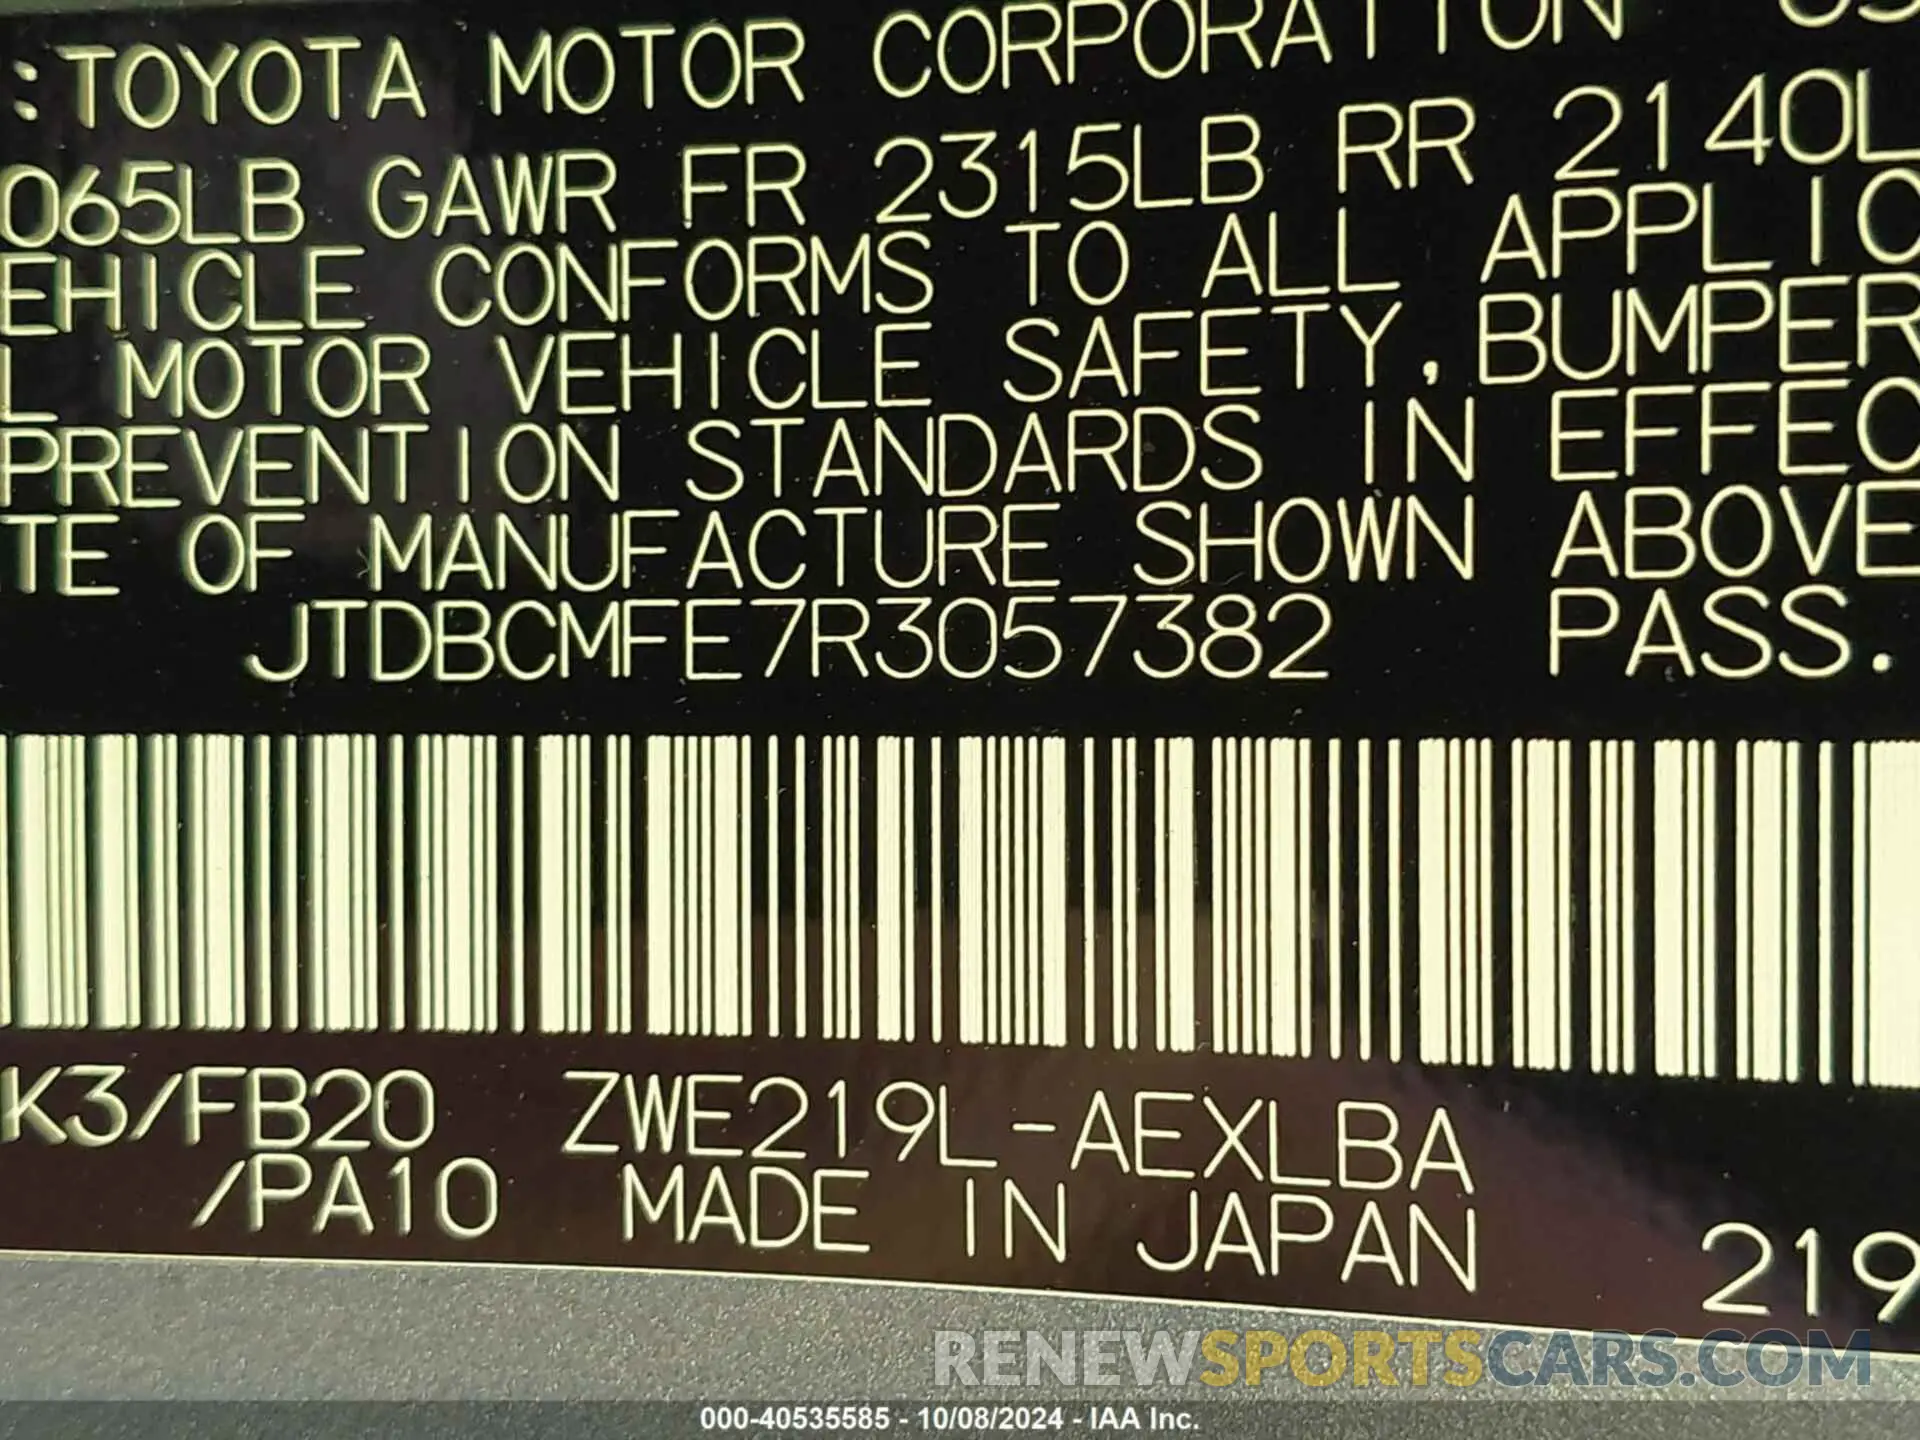 :TOYOTA MOTOR CORPORATION
065LB GAWR FR 2315LB RR 2140L
EHICLE CONFORMS TO ALL APPLIC
L MOTOR VEHICLE SAFETY, BUMPER
PREVENTION STANDARDS IN EFFEC
TE OF MANUFACTURE SHOWN ABOVE
JTDBCMFE7R3057382 PASS.
K3/FB20 ZWE219L-AEXLBA
/PA10 MADE IN JAPAN 219
RENEWSPORTSCARS.COM
000-40535585 - 10/08/2024 - IAA Inc.